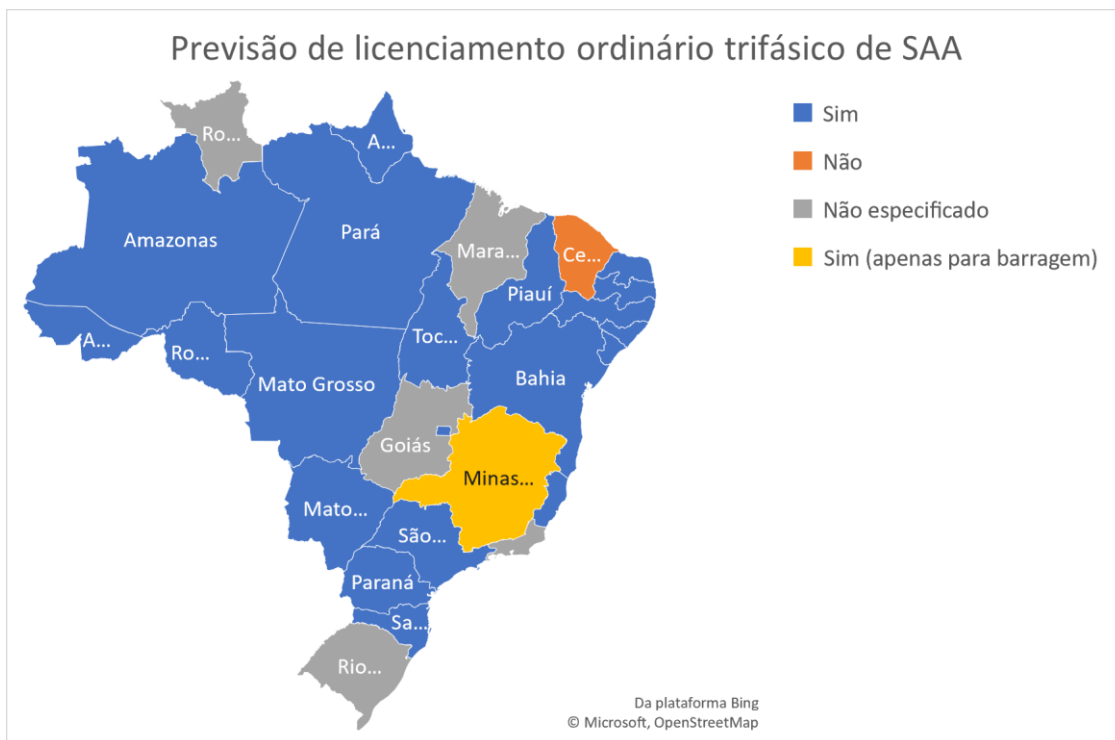 Previsão de licenciamento ordinário trifásico de SAA
Sim
Não
Não especificado
Sim (apenas para barragem)
Ro...
A...
Amazonas
Pará
Mara...
Ce...
Piauí
A...
Ro...
Toc...
Mato Grosso
Bahia
Goiás
Minas...
Mato...
São...
Paraná
Sa...
Rio...
Da plataforma Bing
© Microsoft, OpenStreetMap